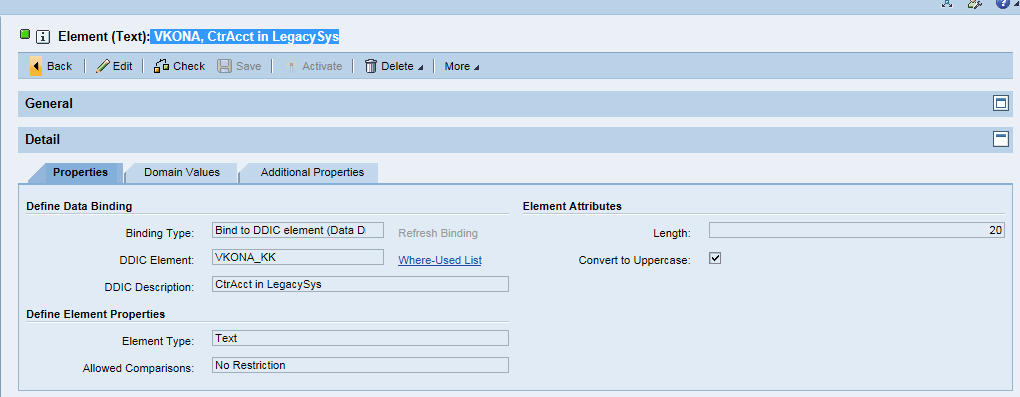 Element (Text): VKONA, CtrAcct in LegacySys
Back Edit Check Save Activate Delete More
General
Detail
Properties Domain Values Additional Properties
Define Data Binding Element Attributes
Binding Type: Bind to DDIC element (Data D Refresh Binding Length: 20
DDIC Element: VKONA_KK Where-Used List Convert to Uppercase:
DDIC Description: CtrAcct in LegacySys
Define Element Properties
Element Type: Text
Allowed Comparisons: No Restriction